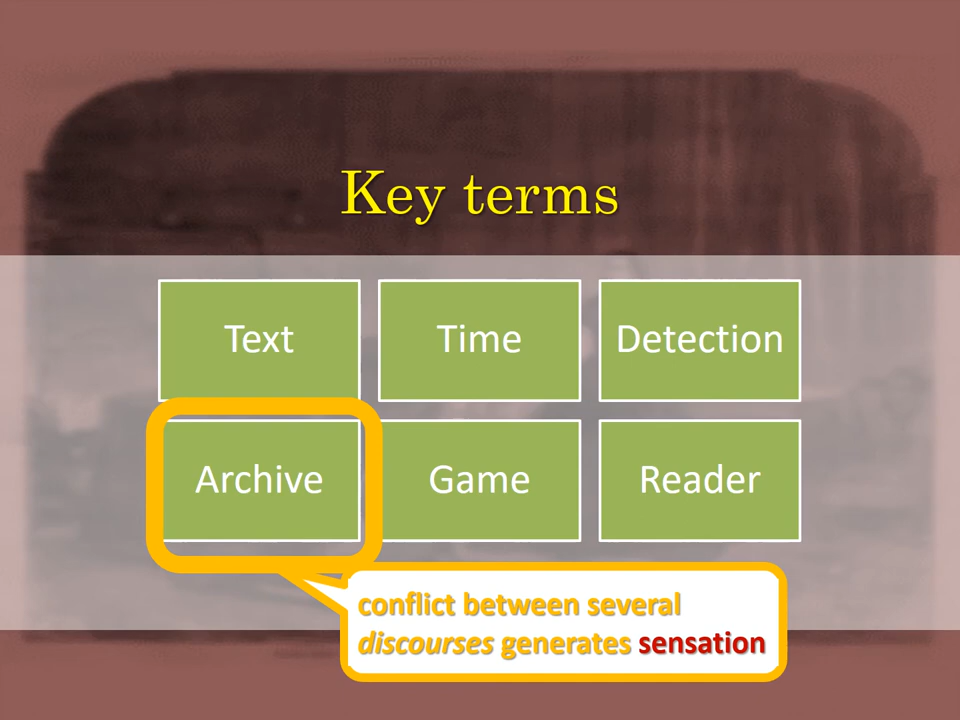 Key terms
Text
Time
Detection
Archive
Game
Reader
conflict between several
discourses generates sensation